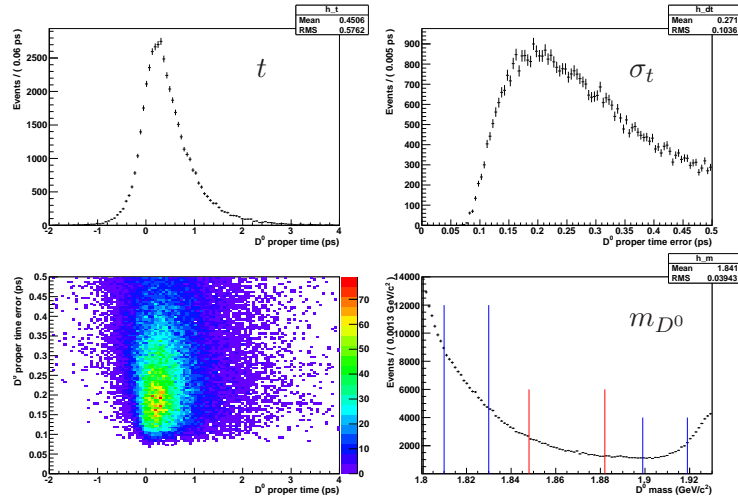 h_t
Mean 0.4506
RMS 0.5762
Events / ( 0.06 ps)
t
2500
2000
1500
1000
500
0
-2 -1 0 1 2 3 4
D⁰ proper time (ps)
h_dt
Mean 0.271
RMS 0.1036
Events / ( 0.005 ps)
σ_t
900
800
700
600
500
400
300
200
100
0
0 0.05 0.1 0.15 0.2 0.25 0.3 0.35 0.4 0.45 0.5
D⁰ proper time error (ps)
D⁰ proper time error (ps)
0.5
0.45
0.4
0.35
0.3
0.25
0.2
0.15
0.1
0.05
0
-2 -1 0 1 2 3 4
D⁰ proper time (ps)
70
60
50
40
30
20
10
0
h_m
Mean 1.841
RMS 0.03943
Events / ( 0.0013 GeV/c²)
m_D⁰
14000
12000
10000
8000
6000
4000
2000
1.8 1.82 1.84 1.86 1.88 1.9 1.92
D⁰ mass (GeV/c²)